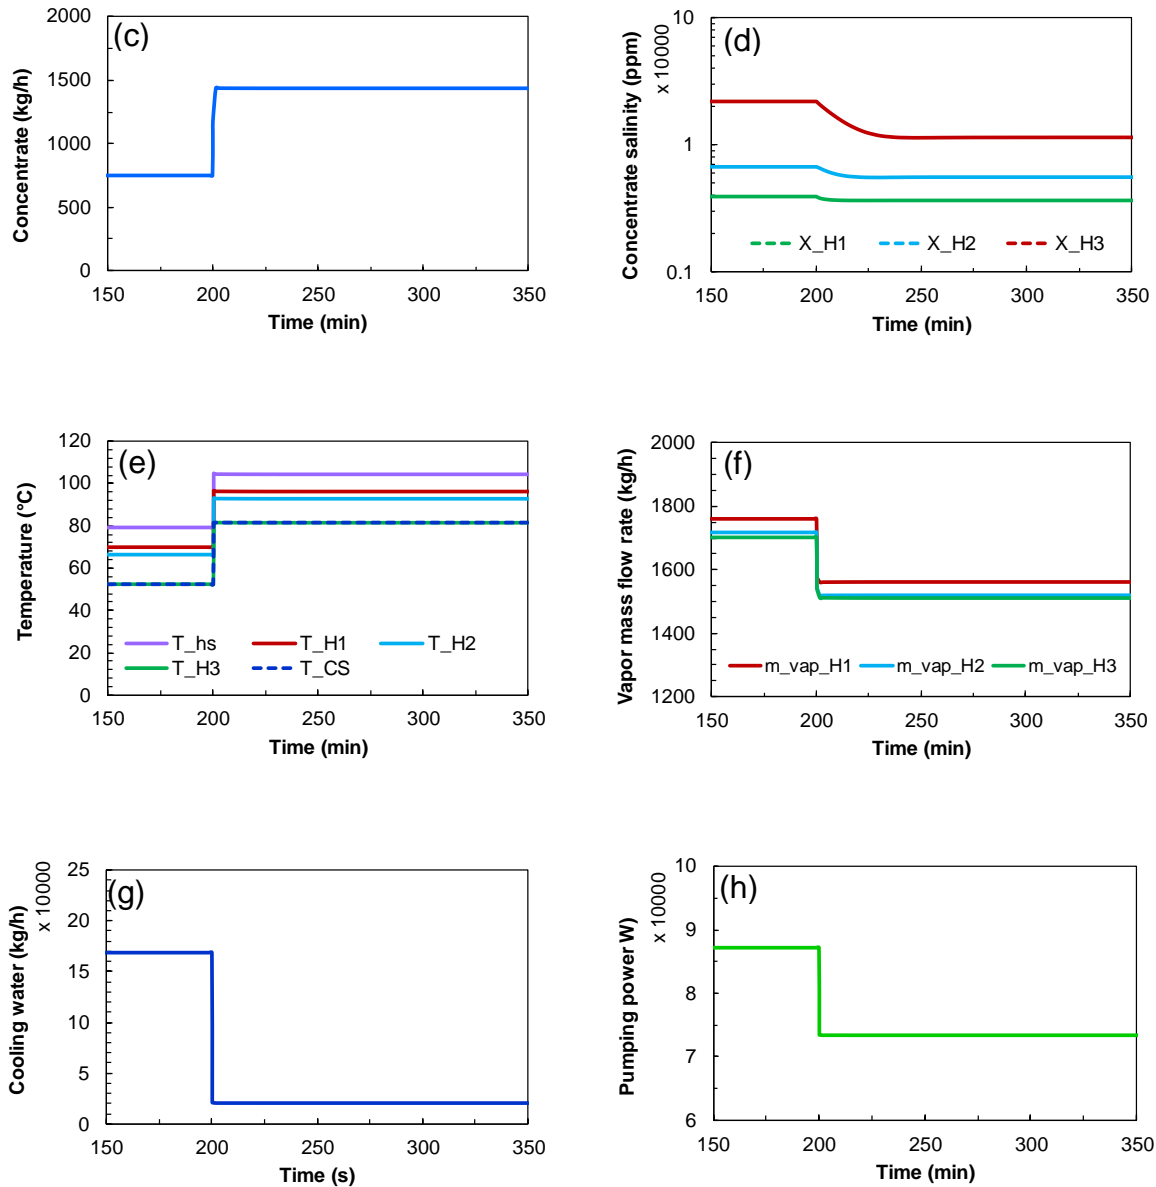 (c)
Concentrate (kg/h)
2000
1500
1000
500
0
150 200 250 300 350
Time (min)
(d)
Concentrate salinity (ppm)
x 10000
10
1
0.1
X_H1 X_H2 X_H3
150 200 250 300 350
Time (min)
(e)
Temperature (°C)
120
100
80
60
40
20
0
T_hs T_H1 T_H2
T_H3 T_CS
150 200 250 300 350
Time (min)
(f)
Vapor mass flow rate (kg/h)
2000
1800
1600
1400
1200
m_vap_H1 m_vap_H2 m_vap_H3
150 200 250 300 350
Time (min)
(g)
Cooling water (kg/h)
x 10000
25
20
15
10
5
0
150 200 250 300 350
Time (s)
(h)
Pumping power W)
x 10000
10
9
8
7
6
150 200 250 300 350
Time (min)